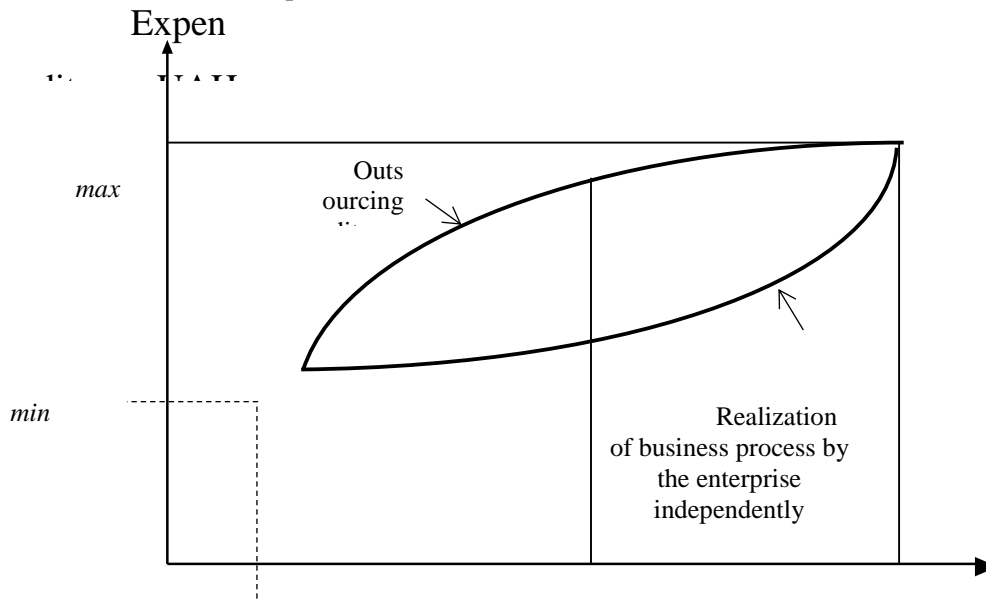 Expen
max
Outs
ourcing
min
Realization
of business process by
the enterprise
independently